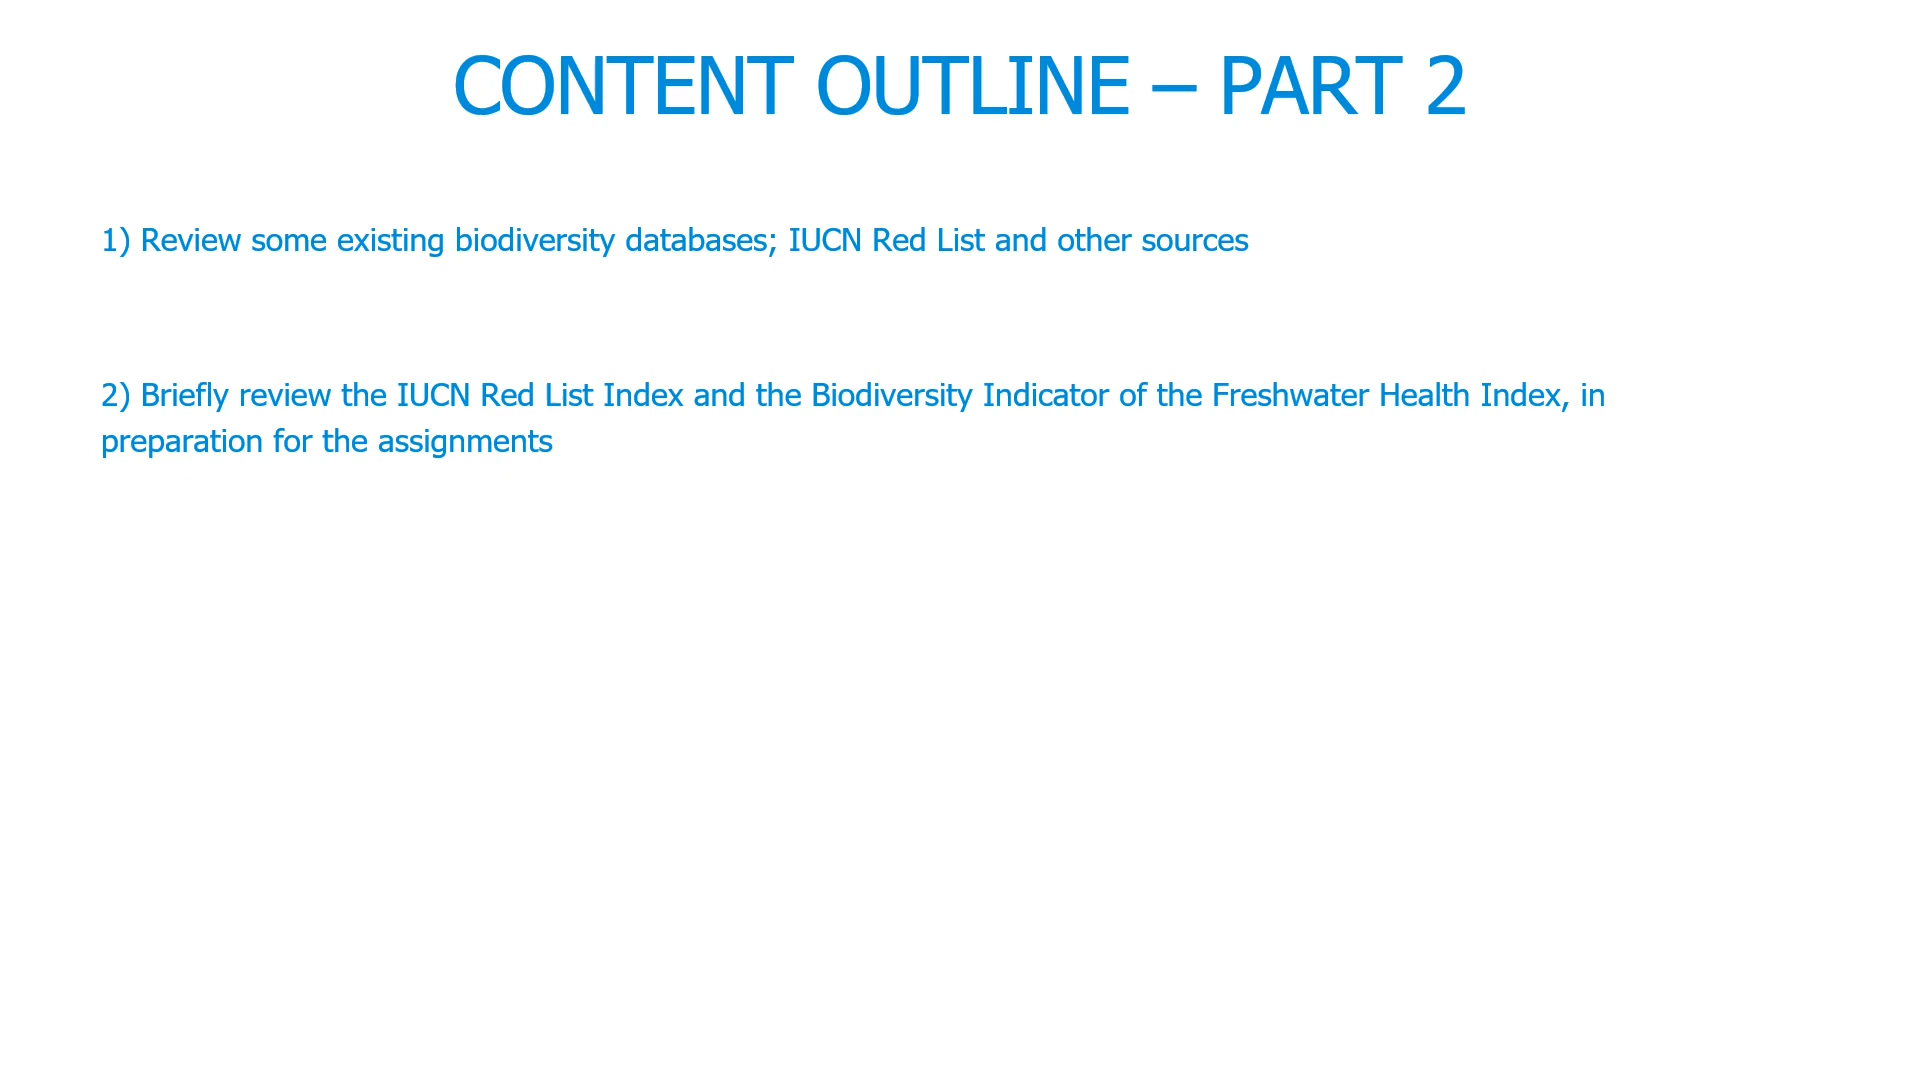 CONTENT OUTLINE – PART 2
1) Review some existing biodiversity databases; IUCN Red List and other sources
2) Briefly review the IUCN Red List Index and the Biodiversity Indicator of the Freshwater Health Index, in
preparation for the assignments